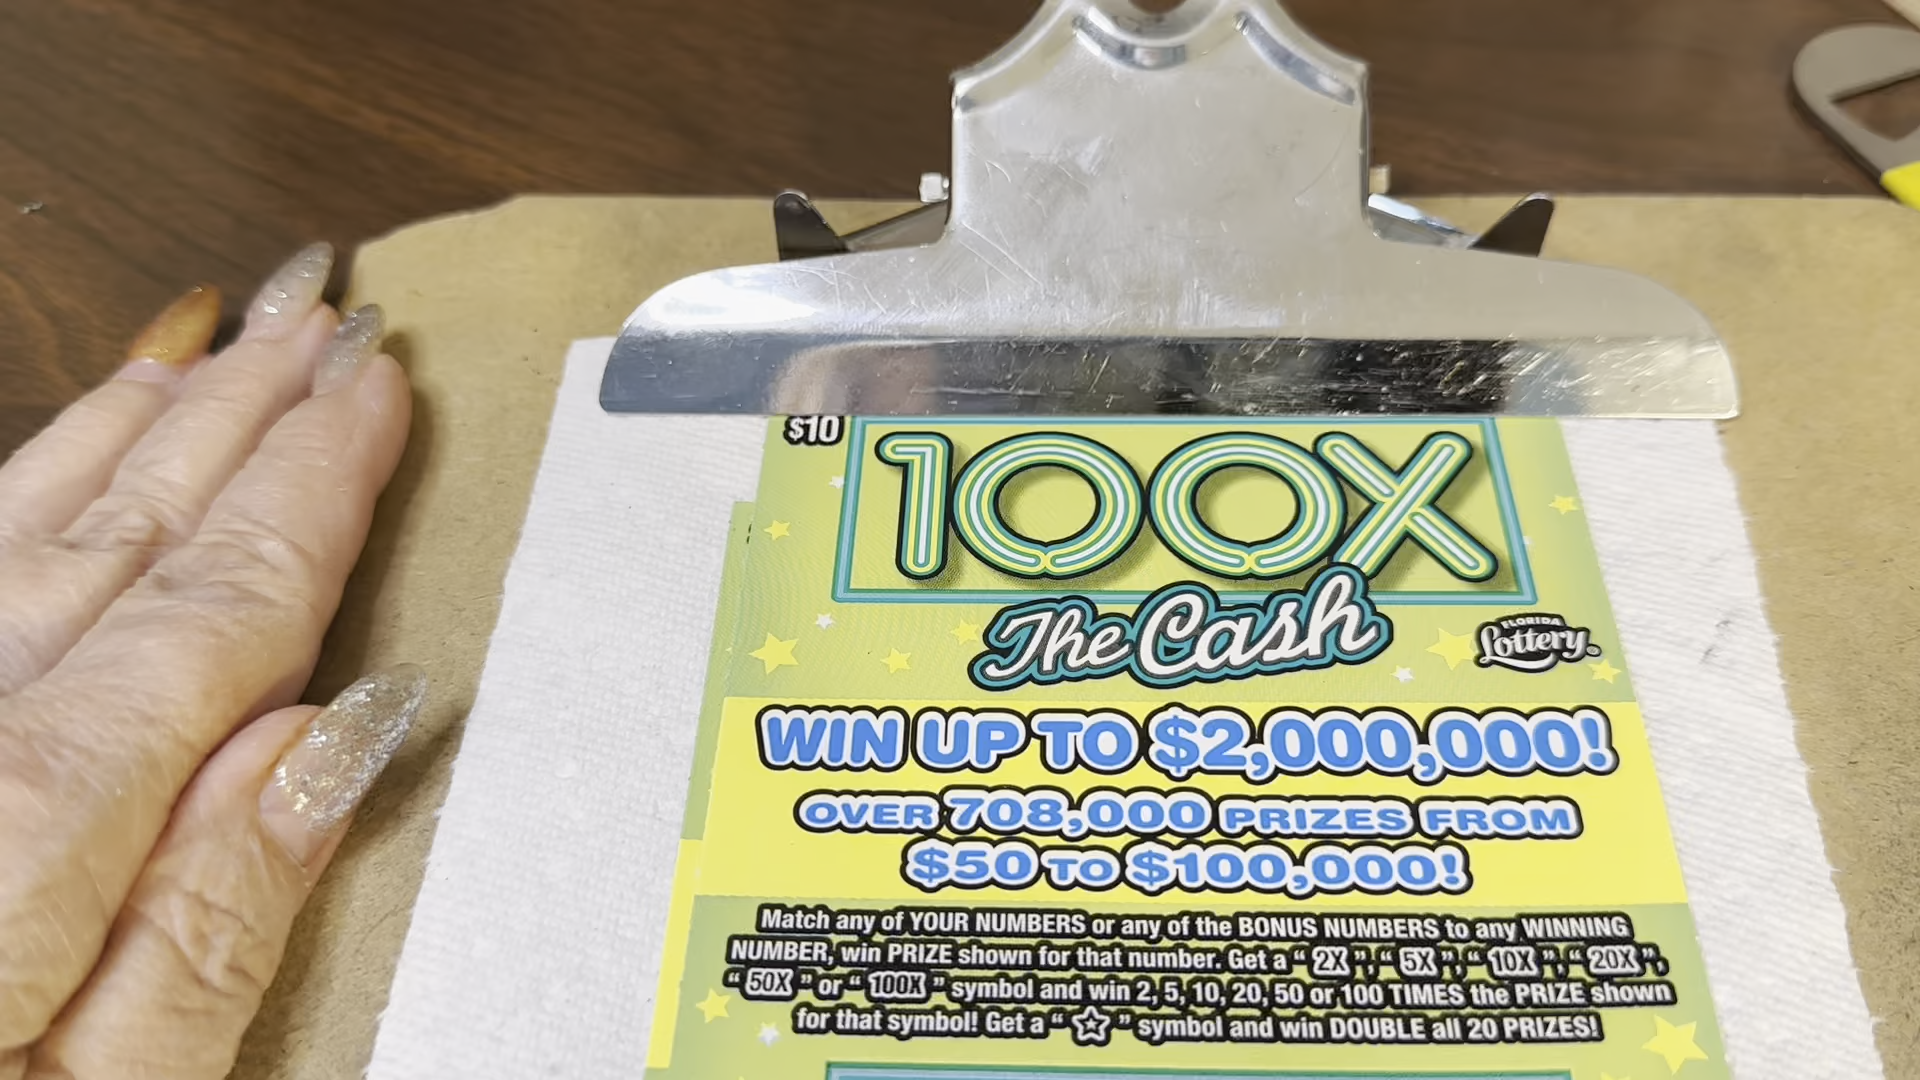 $10
100X
The Cash
FLORIDA
Lottery®
WIN UP TO $2,000,000!
OVER 708,000 PRIZES FROM
$50 TO $100,000!
Match any of YOUR NUMBERS or any of the BONUS NUMBERS to any WINNING
NUMBER, win PRIZE shown for that number. Get a “ 2X ”, “ 5X ”, “ 10X ”, “ 20X ”,
“ 50X ” or “ 100X ” symbol and win 2, 5, 10, 20, 50 or 100 TIMES the PRIZE shown
for that symbol! Get a “ ☆ ” symbol and win DOUBLE all 20 PRIZES!